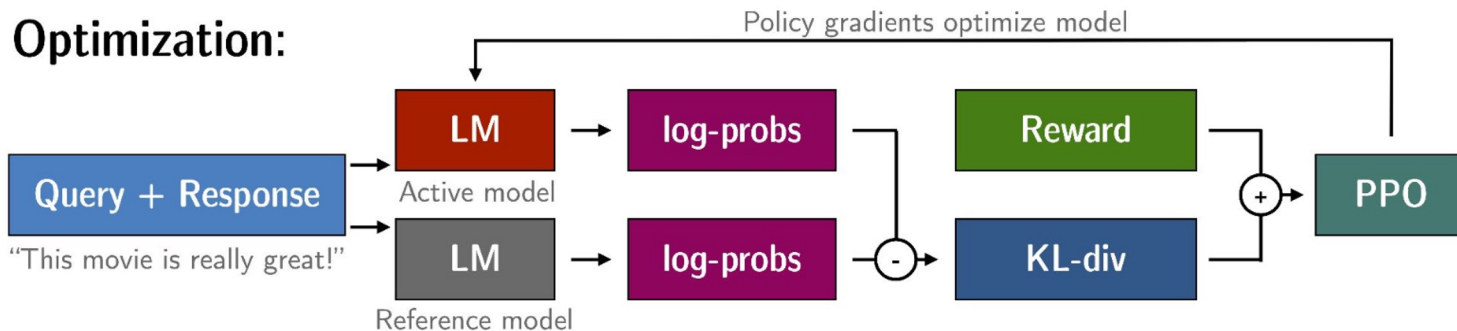 Optimization:
Policy gradients optimize model
LM
log-probs
Reward
Query + Response
Active model
PPO
+
"This movie is really great!"
LM
log-probs
-
KL-div
Reference model